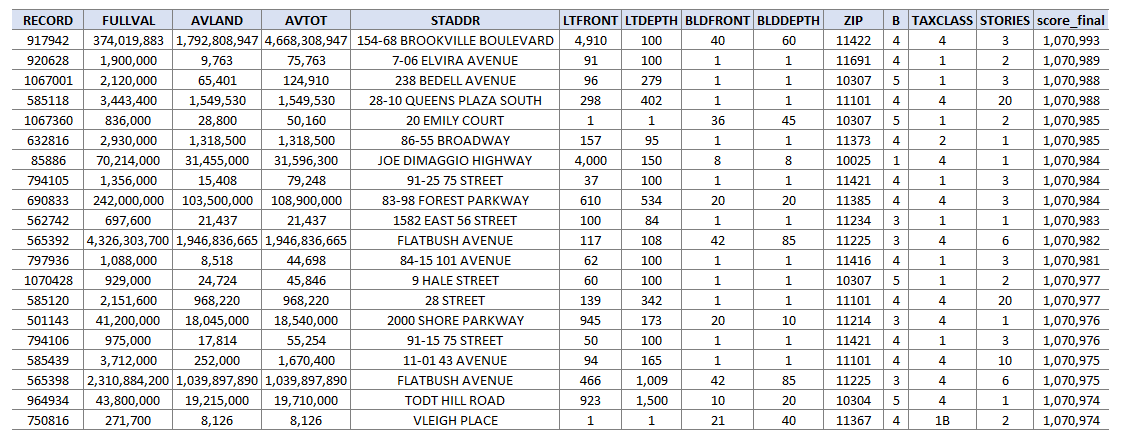 RECORD FULLVAL AVLAND AVTOT STADDR LTFRONT LTDEPTH BLDFRONT BLDDEPTH ZIP B TAXCLASS STORIES score_final
917942 374,019,883 1,792,808,947 4,668,308,947 154-68 BROOKVILLE BOULEVARD 4,910 100 40 60 11422 4 4 3 1,070,993
920628 1,900,000 9,763 75,763 7-06 ELVIRA AVENUE 91 100 1 1 11691 4 1 2 1,070,989
1067001 2,120,000 65,401 124,910 238 BEDELL AVENUE 96 279 1 1 10307 5 1 3 1,070,988
585118 3,443,400 1,549,530 1,549,530 28-10 QUEENS PLAZA SOUTH 298 402 1 1 11101 4 4 20 1,070,988
1067360 836,000 28,800 50,160 20 EMILY COURT 1 1 36 45 10307 5 1 2 1,070,985
632816 2,930,000 1,318,500 1,318,500 86-55 BROADWAY 157 95 1 1 11373 4 2 1 1,070,985
85886 70,214,000 31,455,000 31,596,300 JOE DIMAGGIO HIGHWAY 4,000 150 8 8 10025 1 4 1 1,070,984
794105 1,356,000 15,408 79,248 91-25 75 STREET 37 100 1 1 11421 4 1 3 1,070,984
690833 242,000,000 103,500,000 108,900,000 83-98 FOREST PARKWAY 610 534 20 20 11385 4 4 3 1,070,984
562742 697,600 21,437 21,437 1582 EAST 56 STREET 100 84 1 1 11234 3 1 1 1,070,983
565392 4,326,303,700 1,946,836,665 1,946,836,665 FLATBUSH AVENUE 117 108 42 85 11225 3 4 6 1,070,982
797936 1,088,000 8,518 44,698 84-15 101 AVENUE 62 100 1 1 11416 4 1 3 1,070,981
1070428 929,000 24,724 45,846 9 HALE STREET 60 100 1 1 10307 5 1 2 1,070,977
585120 2,151,600 968,220 968,220 28 STREET 139 342 1 1 11101 4 4 20 1,070,977
501143 41,200,000 18,045,000 18,540,000 2000 SHORE PARKWAY 945 173 20 10 11214 3 4 1 1,070,976
794106 975,000 17,814 55,254 91-15 75 STREET 50 100 1 1 11421 4 1 3 1,070,976
585439 3,712,000 252,000 1,670,400 11-01 43 AVENUE 94 165 1 1 11101 4 4 10 1,070,975
565398 2,310,884,200 1,039,897,890 1,039,897,890 FLATBUSH AVENUE 466 1,009 42 85 11225 3 4 6 1,070,975
964934 43,800,000 19,215,000 19,710,000 TODT HILL ROAD 923 1,500 10 20 10304 5 4 1 1,070,974
750816 271,700 8,126 8,126 VLEIGH PLACE 1 1 21 40 11367 4 1B 2 1,070,974